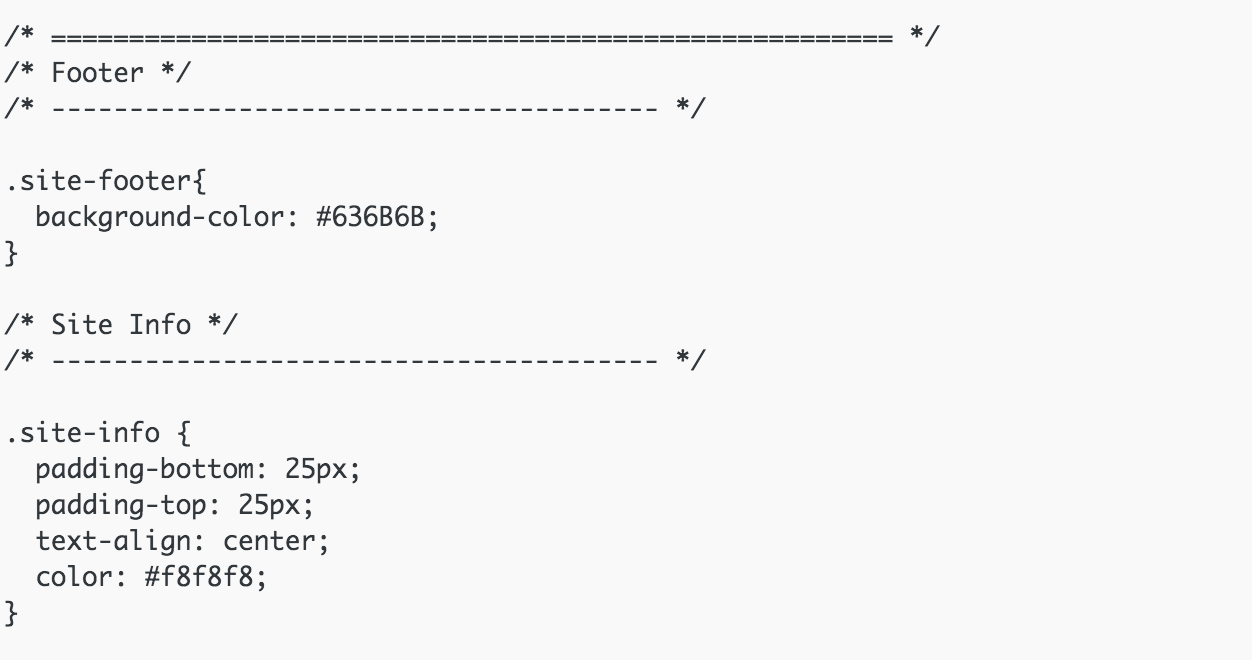 /* ====================================================== */
/* Footer */
/* --------------------------------------- */
.site-footer{
  background-color: #636B6B;
}
/* Site Info */
/* --------------------------------------- */
.site-info {
  padding-bottom: 25px;
  padding-top: 25px;
  text-align: center;
  color: #f8f8f8;
}